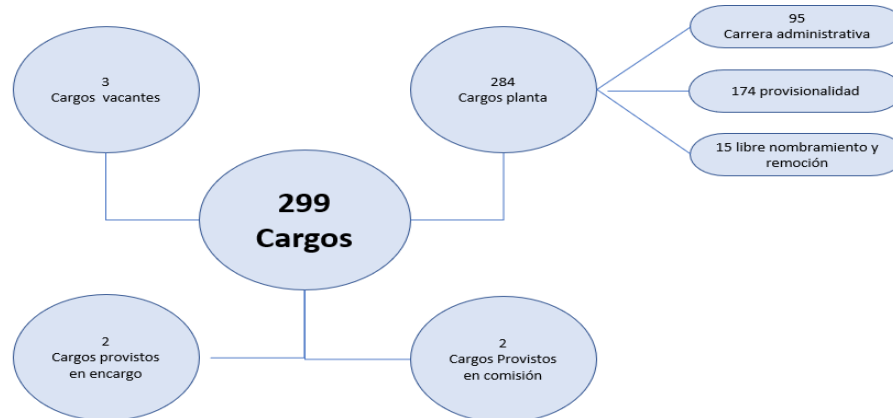 3
Cargos vacantes
284
Cargos planta
95
Carrera administrativa
174 provisionalidad
15 libre nombramiento y
remoción
299
Cargos
2
Cargos provistos
en encargo
2
Cargos Provistos
en comisión